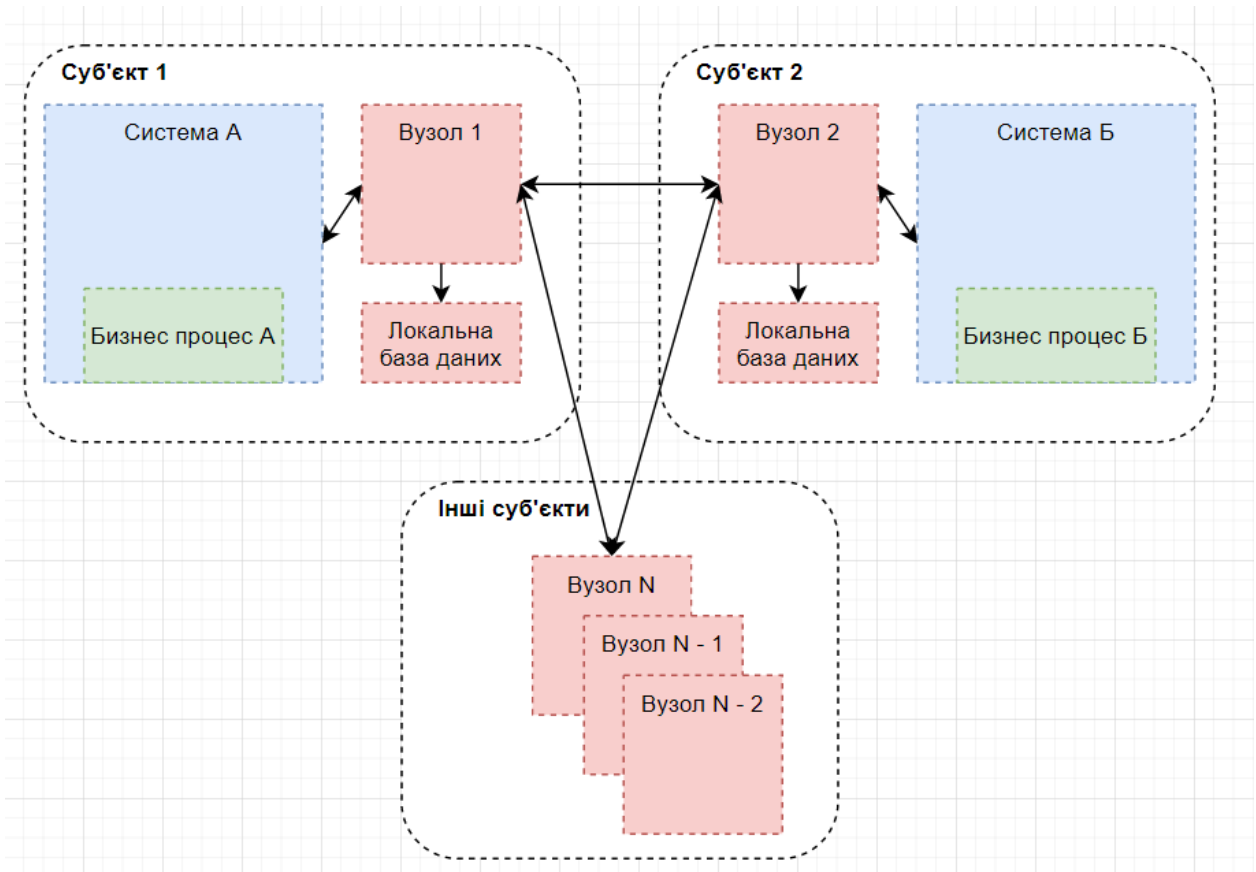 Суб'єкт 1
Система А
Вузол 1
Бизнес процес А
Локальна
база даних
Суб'єкт 2
Вузол 2
Система Б
Локальна
база даних
Бизнес процес Б
Інші суб'єкти
Вузол N
Вузол N - 1
Вузол N - 2